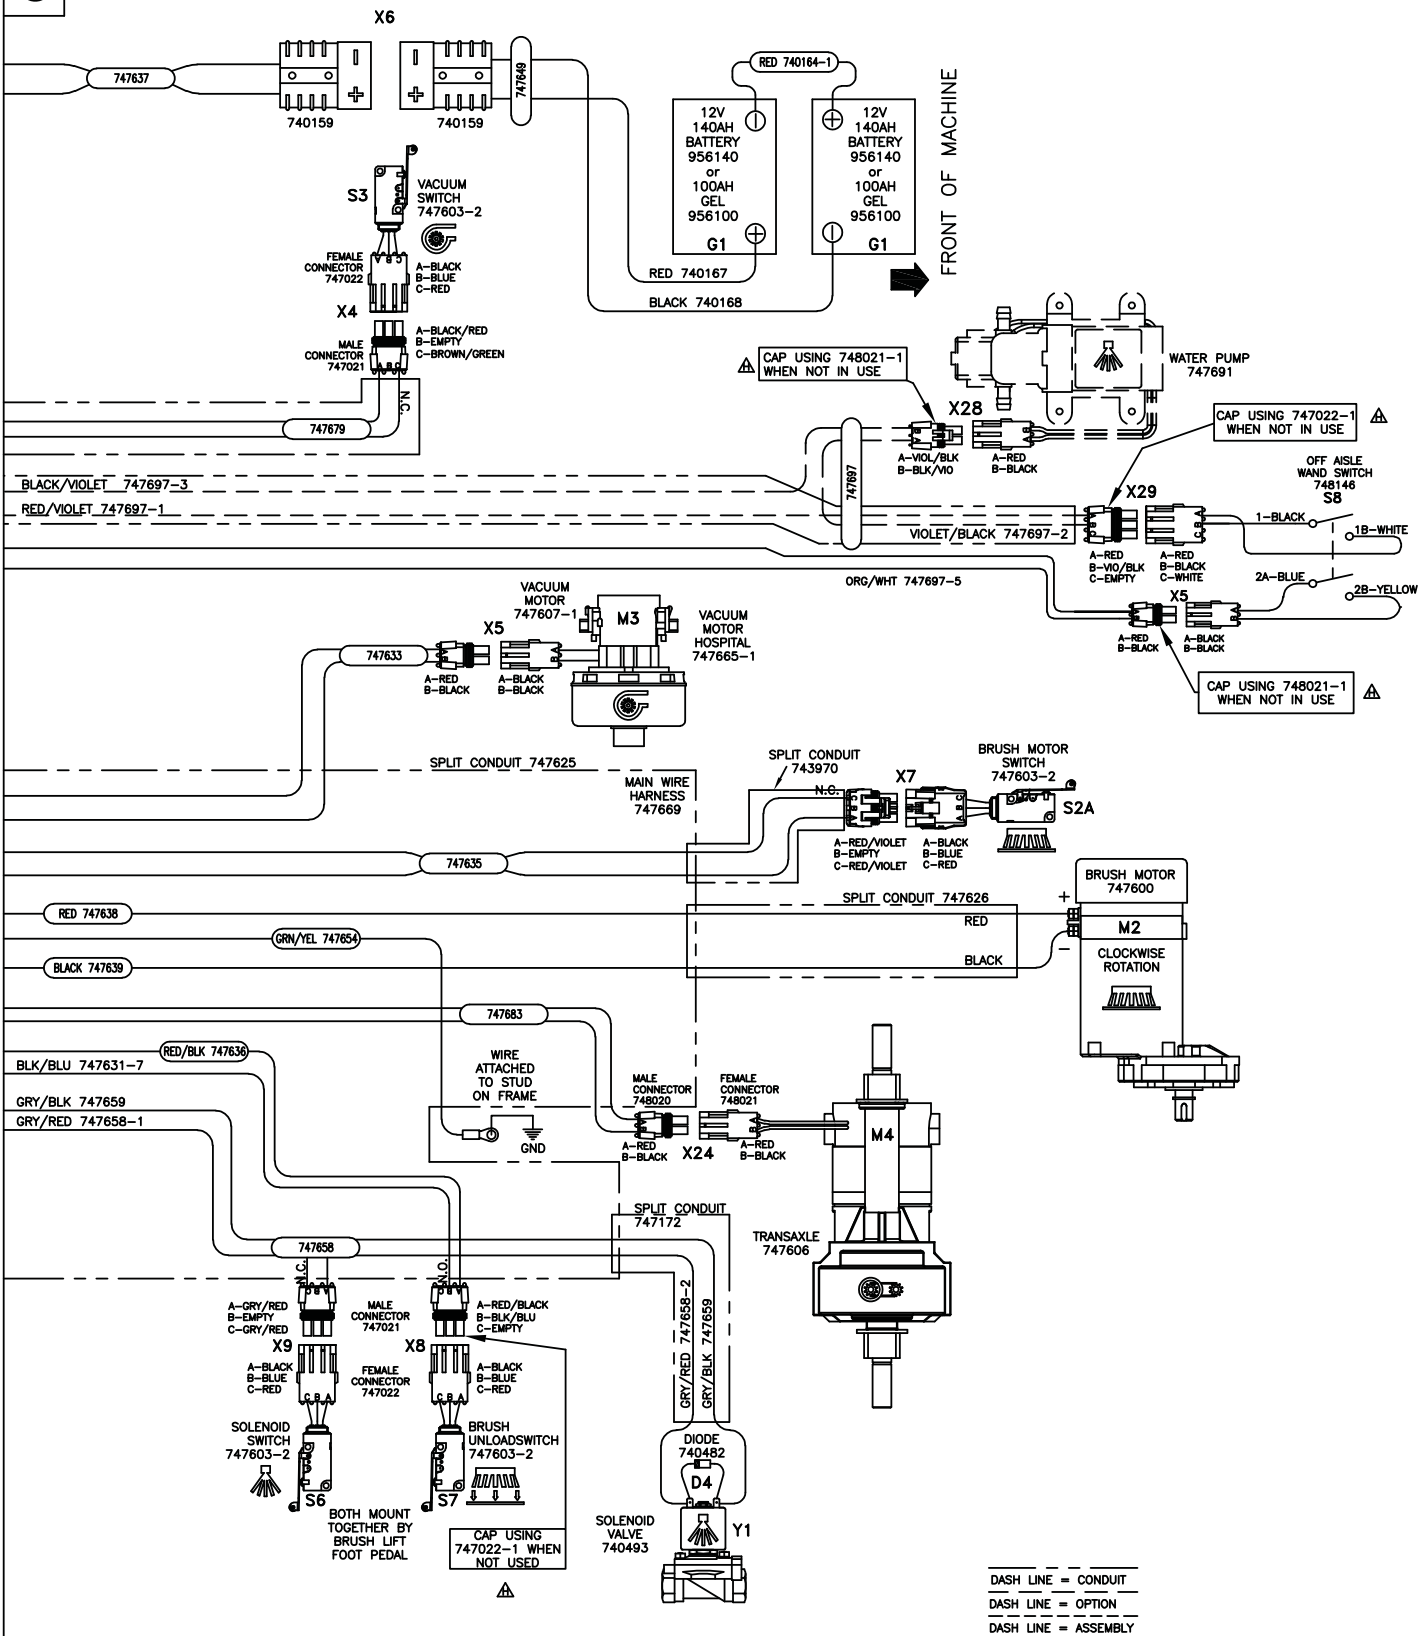 X6
747637
740159
740159
747649
RED 740164-1
12V
140AH
BATTERY
956140
or
100AH
GEL
956100
G1
12V
140AH
BATTERY
956140
or
100AH
GEL
956100
G1
FRONT OF MACHINE
RED 740167
BLACK 740168
S3
VACUUM
SWITCH
747603-2
FEMALE
CONNECTOR
747022
A-BLACK
B-BLUE
C-RED
X4
MALE
CONNECTOR
747021
A-BLACK/RED
B-EMPTY
C-BROWN/GREEN
N.C.
747679
CAP USING 748021-1
WHEN NOT IN USE
WATER PUMP
747691
X28
A-VIOL/BLK
B-BLK/VIO
A-RED
B-BLACK
CAP USING 747022-1
WHEN NOT IN USE
OFF AISLE
WAND SWITCH
748146
S8
BLACK/VIOLET 747697-3
RED/VIOLET 747697-1
747697
VIOLET/BLACK 747697-2
X29
A-RED
B-VIO/BLK
C-EMPTY
A-RED
B-BLACK
C-WHITE
1-BLACK
1B-WHITE
2A-BLUE
2B-YELLOW
ORG/WHT 747697-5
X5
A-RED
B-BLACK
A-BLACK
B-BLACK
CAP USING 748021-1
WHEN NOT IN USE
VACUUM
MOTOR
747607-1
M3
VACUUM
MOTOR
HOSPITAL
747665-1
X5
747633
A-RED
B-BLACK
A-BLACK
B-BLACK
SPLIT CONDUIT 747625
MAIN WIRE
HARNESS
747669
SPLIT CONDUIT
743970
N.C.
X7
BRUSH MOTOR
SWITCH
747603-2
S2A
A-RED/VIOLET
B-EMPTY
C-RED/VIOLET
A-BLACK
B-BLUE
C-RED
747635
BRUSH MOTOR
747600
M2
CLOCKWISE
ROTATION
SPLIT CONDUIT 747626
RED
BLACK
RED 747638
GRN/YEL 747654
BLACK 747639
747683
RED/BLK 747636
BLK/BLU 747631-7
GRY/BLK 747659
GRY/RED 747658-1
WIRE
ATTACHED
TO STUD
ON FRAME
GND
MALE
CONNECTOR
748020
FEMALE
CONNECTOR
748021
A-RED
B-BLACK
X24
A-RED
B-BLACK
M4
TRANSAXLE
747606
SPLIT CONDUIT
747172
747658
N.C.
N.O.
A-GRY/RED
B-EMPTY
C-GRY/RED
MALE
CONNECTOR
747021
A-RED/BLACK
B-BLK/BLU
C-EMPTY
X9
X8
A-BLACK
B-BLUE
C-RED
FEMALE
CONNECTOR
747022
A-BLACK
B-BLUE
C-RED
GRY/RED 747658-2
GRY/BLK 747659
SOLENOID
SWITCH
747603-2
S6
BRUSH
UNLOADSWITCH
747603-2
S7
BOTH MOUNT
TOGETHER BY
BRUSH LIFT
FOOT PEDAL
CAP USING
747022-1 WHEN
NOT USED
DIODE
740482
D4
SOLENOID
VALVE
740493
Y1
DASH LINE = CONDUIT
DASH LINE = OPTION
DASH LINE = ASSEMBLY